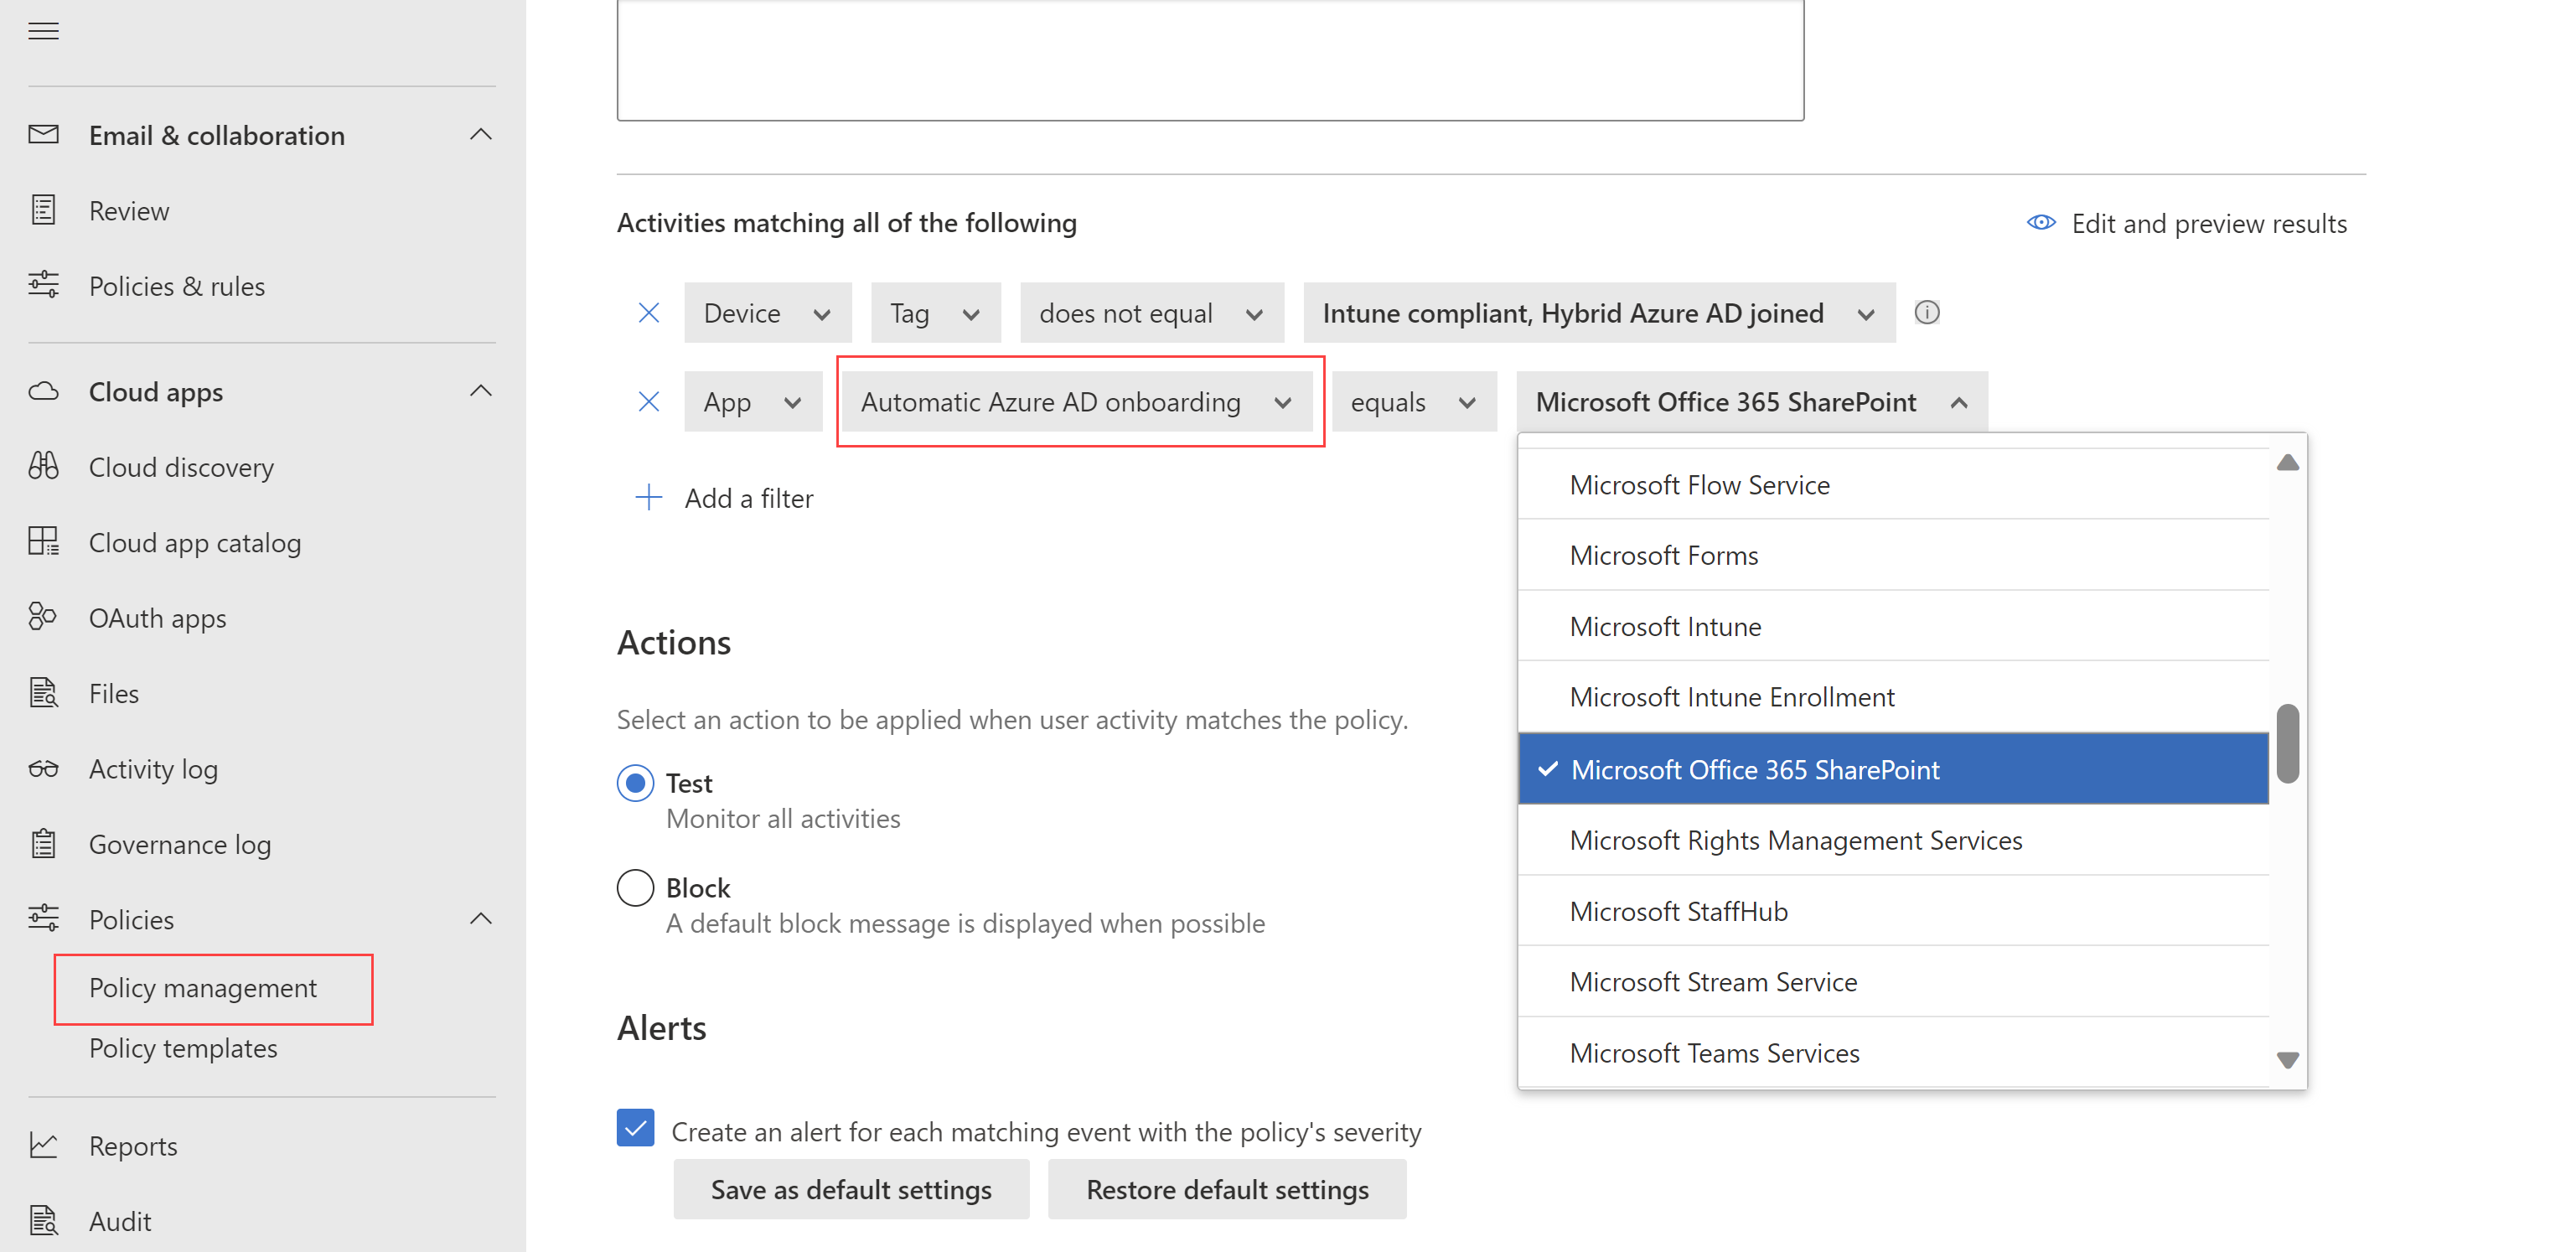 Email & collaboration
Review
Policies & rules
Cloud apps
Cloud discovery
Cloud app catalog
OAuth apps
Files
Activity log
Governance log
Policies
Policy management
Policy templates
Reports
Audit
Activities matching all of the following
Edit and preview results
Device Tag does not equal Intune compliant, Hybrid Azure AD joined
App Automatic Azure AD onboarding equals Microsoft Office 365 SharePoint
Add a filter
Microsoft Flow Service
Microsoft Forms
Microsoft Intune
Microsoft Intune Enrollment
Microsoft Office 365 SharePoint
Microsoft Rights Management Services
Microsoft StaffHub
Microsoft Stream Service
Microsoft Teams Services
Actions
Select an action to be applied when user activity matches the policy.
Test
Monitor all activities
Block
A default block message is displayed when possible
Alerts
Create an alert for each matching event with the policy's severity
Save as default settings Restore default settings